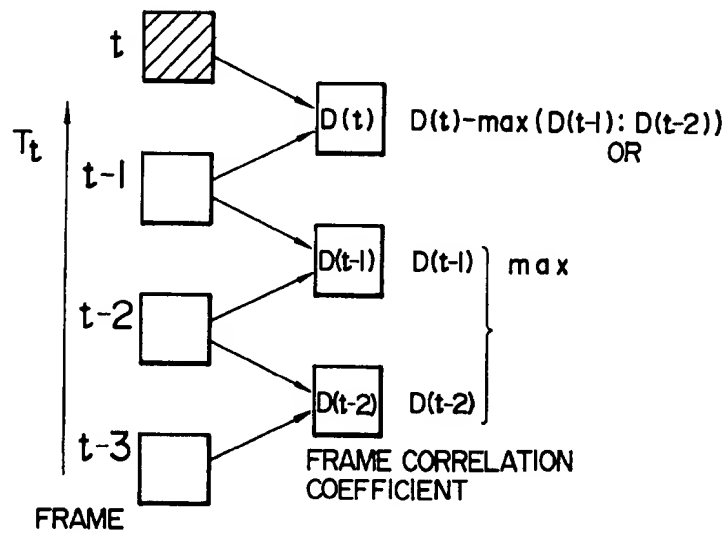 t
D(t) D(t)-max(D(t-1): D(t-2))
OR
Tt
t-1
D(t-1) D(t-1) max
t-2
D(t-2) D(t-2)
t-3
FRAME CORRELATION
COEFFICIENT
FRAME